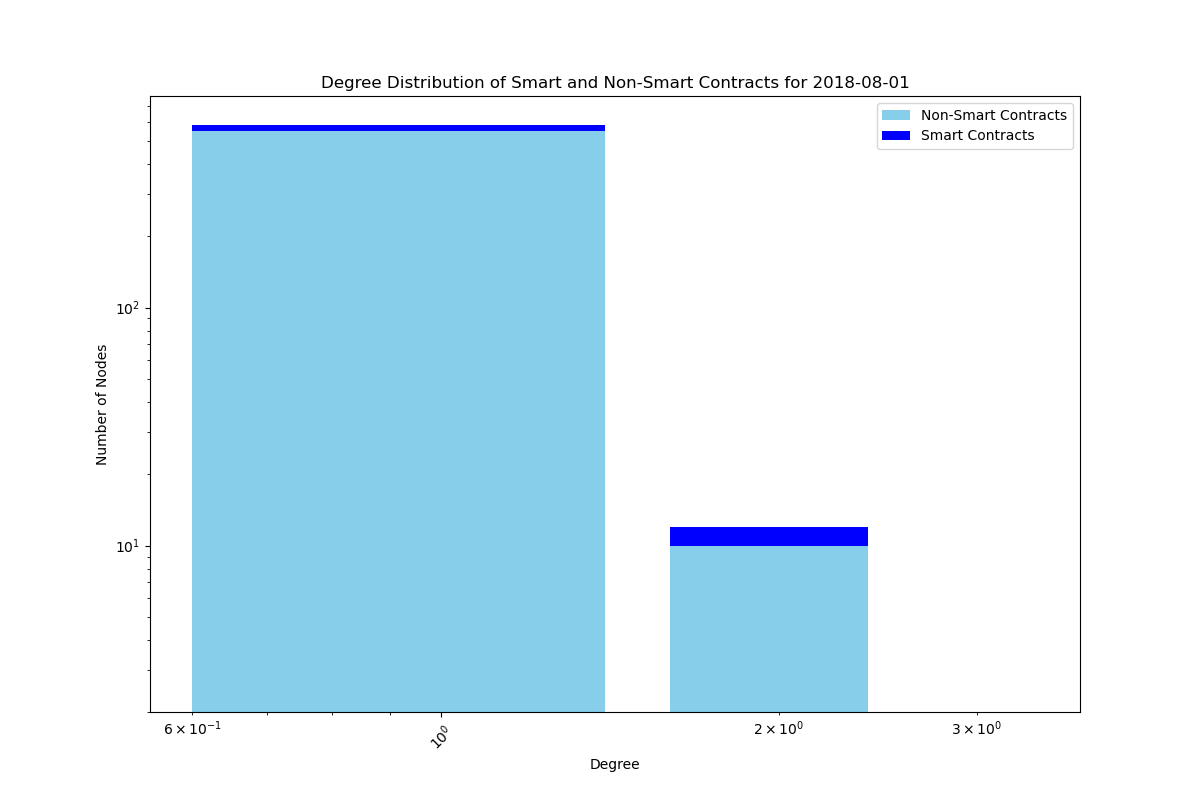 Degree Distribution of Smart and Non-Smart Contracts for 2018-08-01
Non-Smart Contracts
Smart Contracts
Number of Nodes
10²
10¹
6 × 10⁻¹
10⁰
2 × 10⁰
3 × 10⁰
Degree